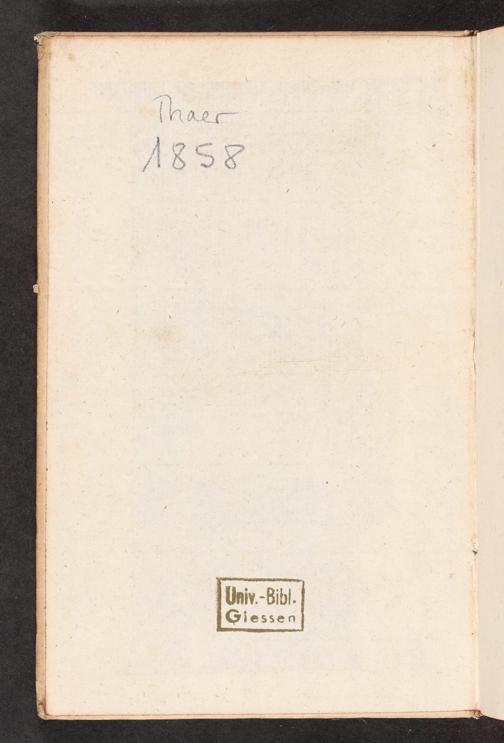 Thaer
1858
Univ.-Bibl.
Giessen